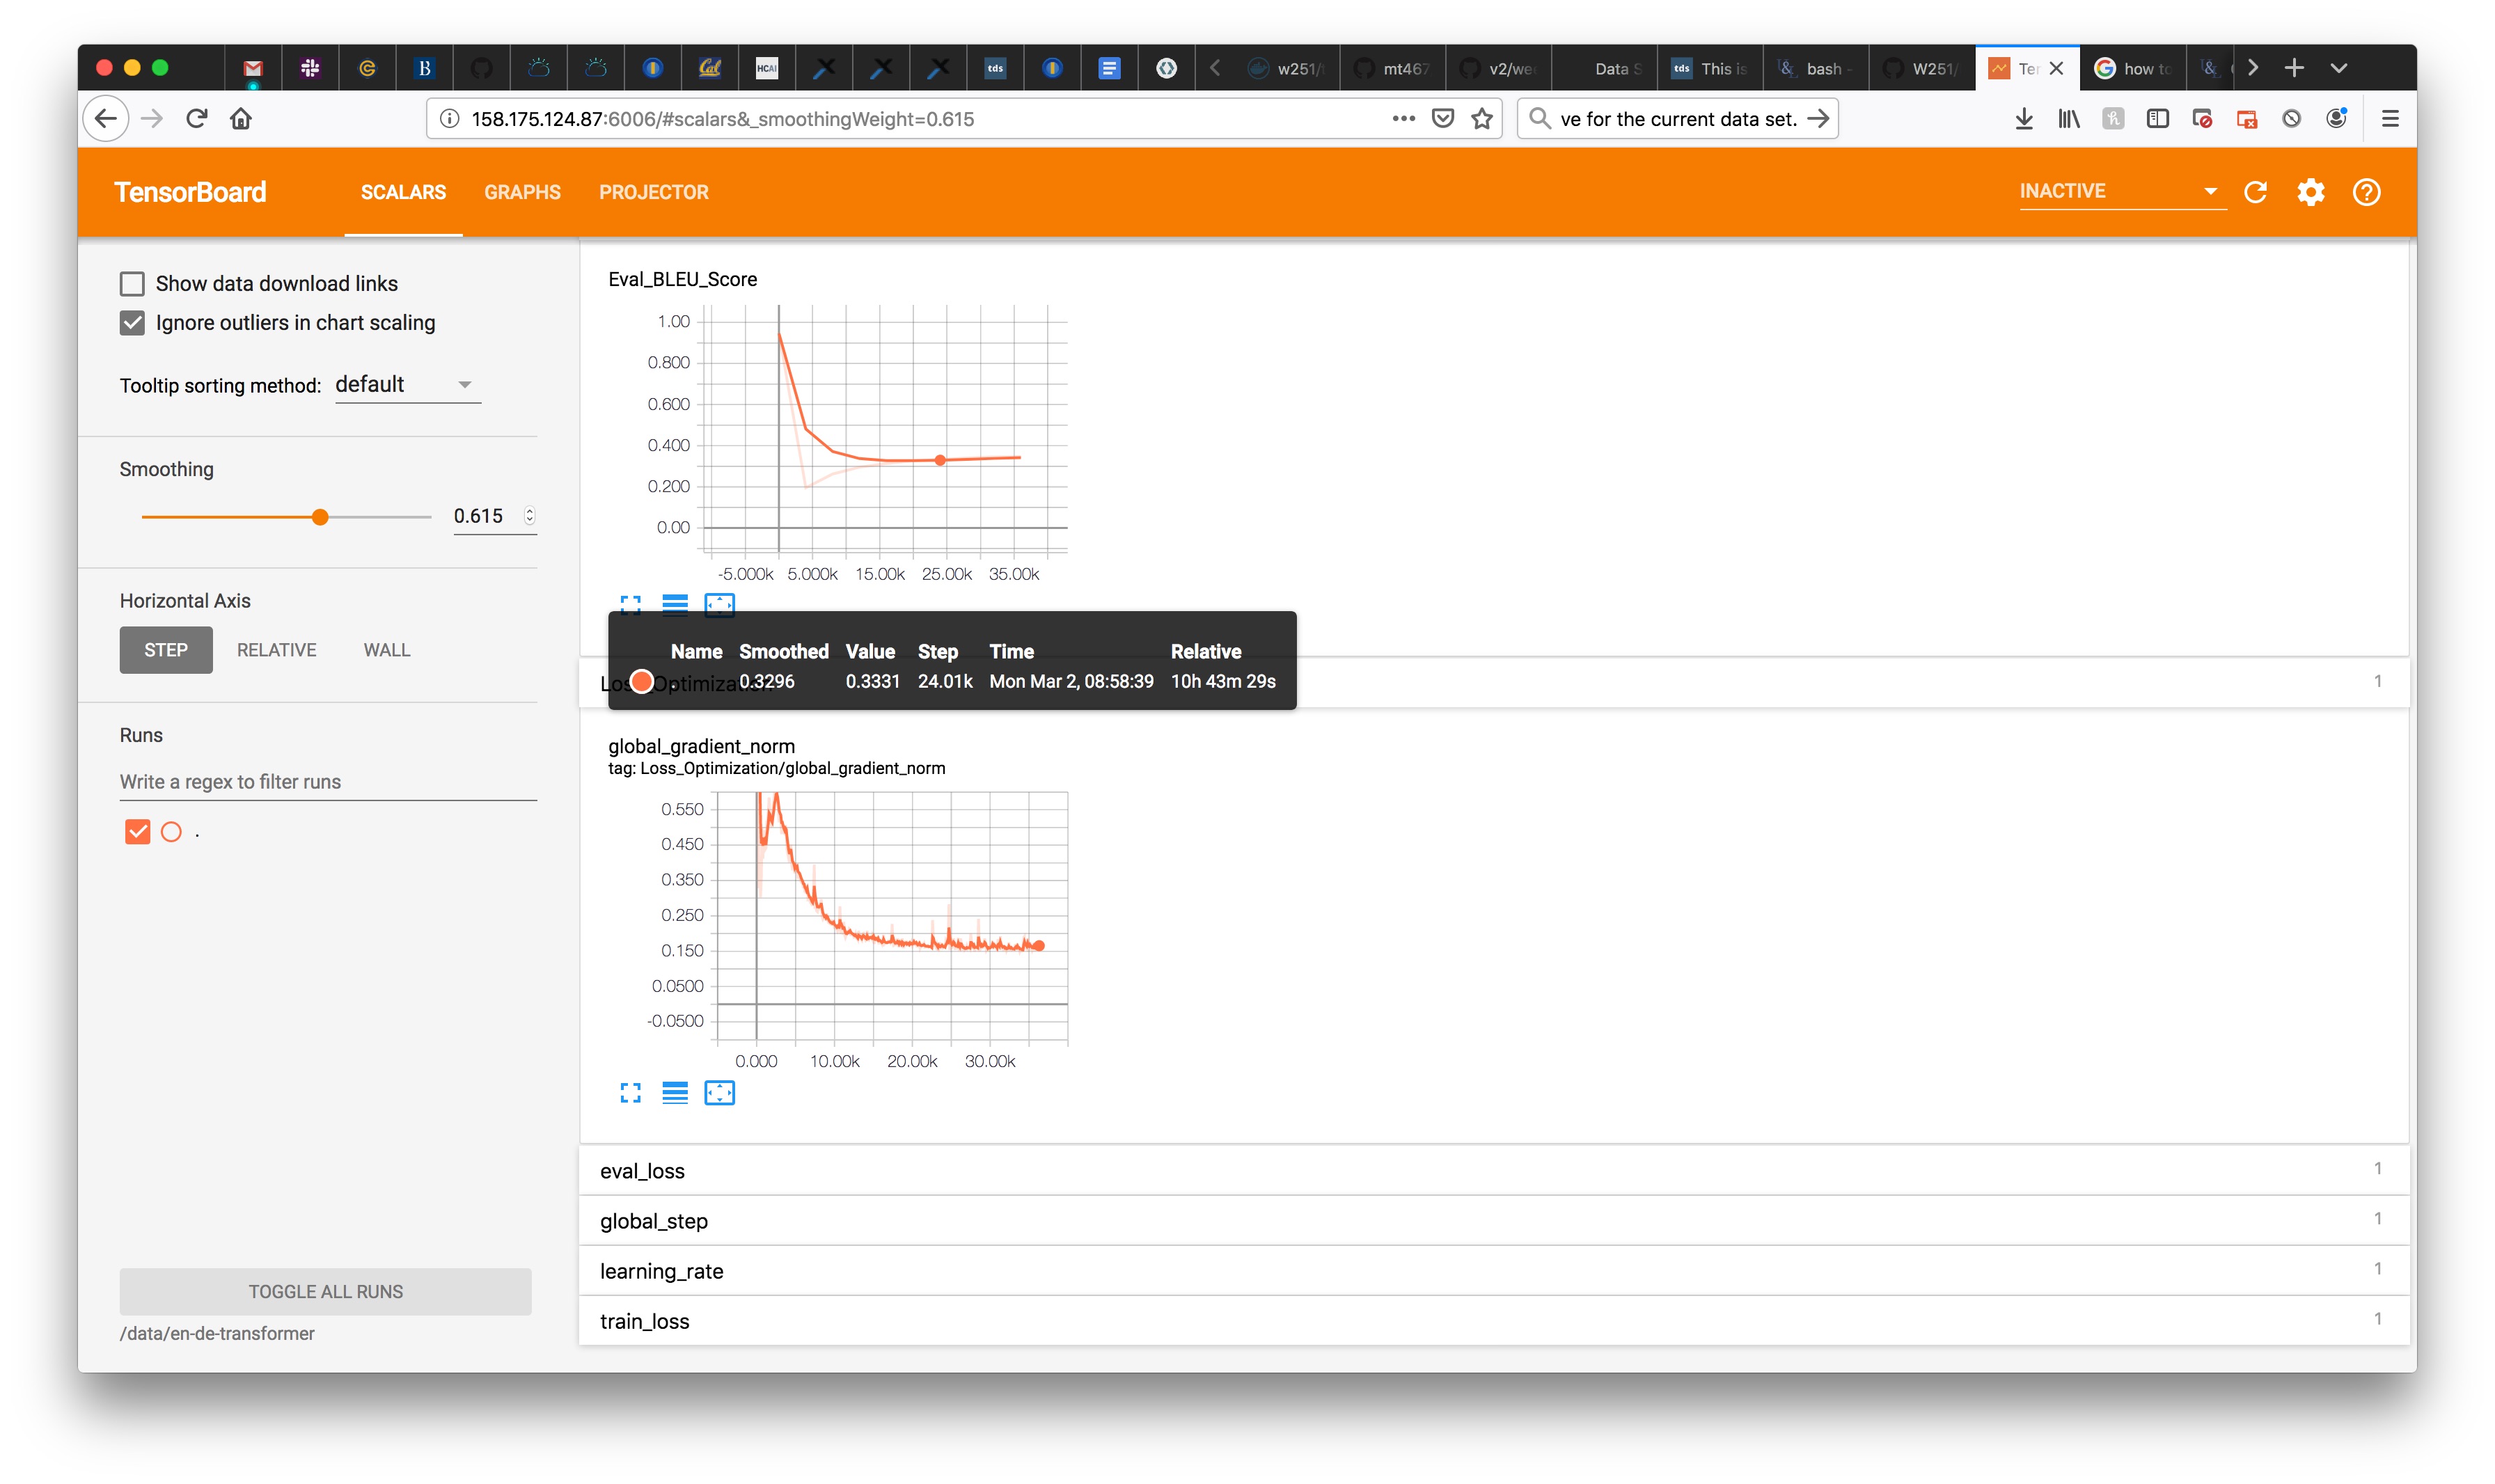 B
Cal
HCAI
tds
w251/
mt467
v2/we
Data S
tds This is
bash -
W251/
Ter
how to
158.175.124.87:6006/#scalars&_smoothingWeight=0.615
ve for the current data set.
TensorBoard
SCALARS
GRAPHS
PROJECTOR
INACTIVE
Show data download links
Ignore outliers in chart scaling
Tooltip sorting method: default
Smoothing
0.615
Horizontal Axis
STEP
RELATIVE
WALL
Runs
Write a regex to filter runs
.
TOGGLE ALL RUNS
/data/en-de-transformer
Eval_BLEU_Score
1.00
0.800
0.600
0.400
0.200
0.00
-5.000k 5.000k 15.00k 25.00k 35.00k
Name Smoothed Value Step Time Relative
. 0.3296 0.3331 24.01k Mon Mar 2, 08:58:39 10h 43m 29s
Loss_Optimization
1
global_gradient_norm
tag: Loss_Optimization/global_gradient_norm
0.550
0.450
0.350
0.250
0.150
0.0500
-0.0500
0.000 10.00k 20.00k 30.00k
eval_loss 1
global_step 1
learning_rate 1
train_loss 1